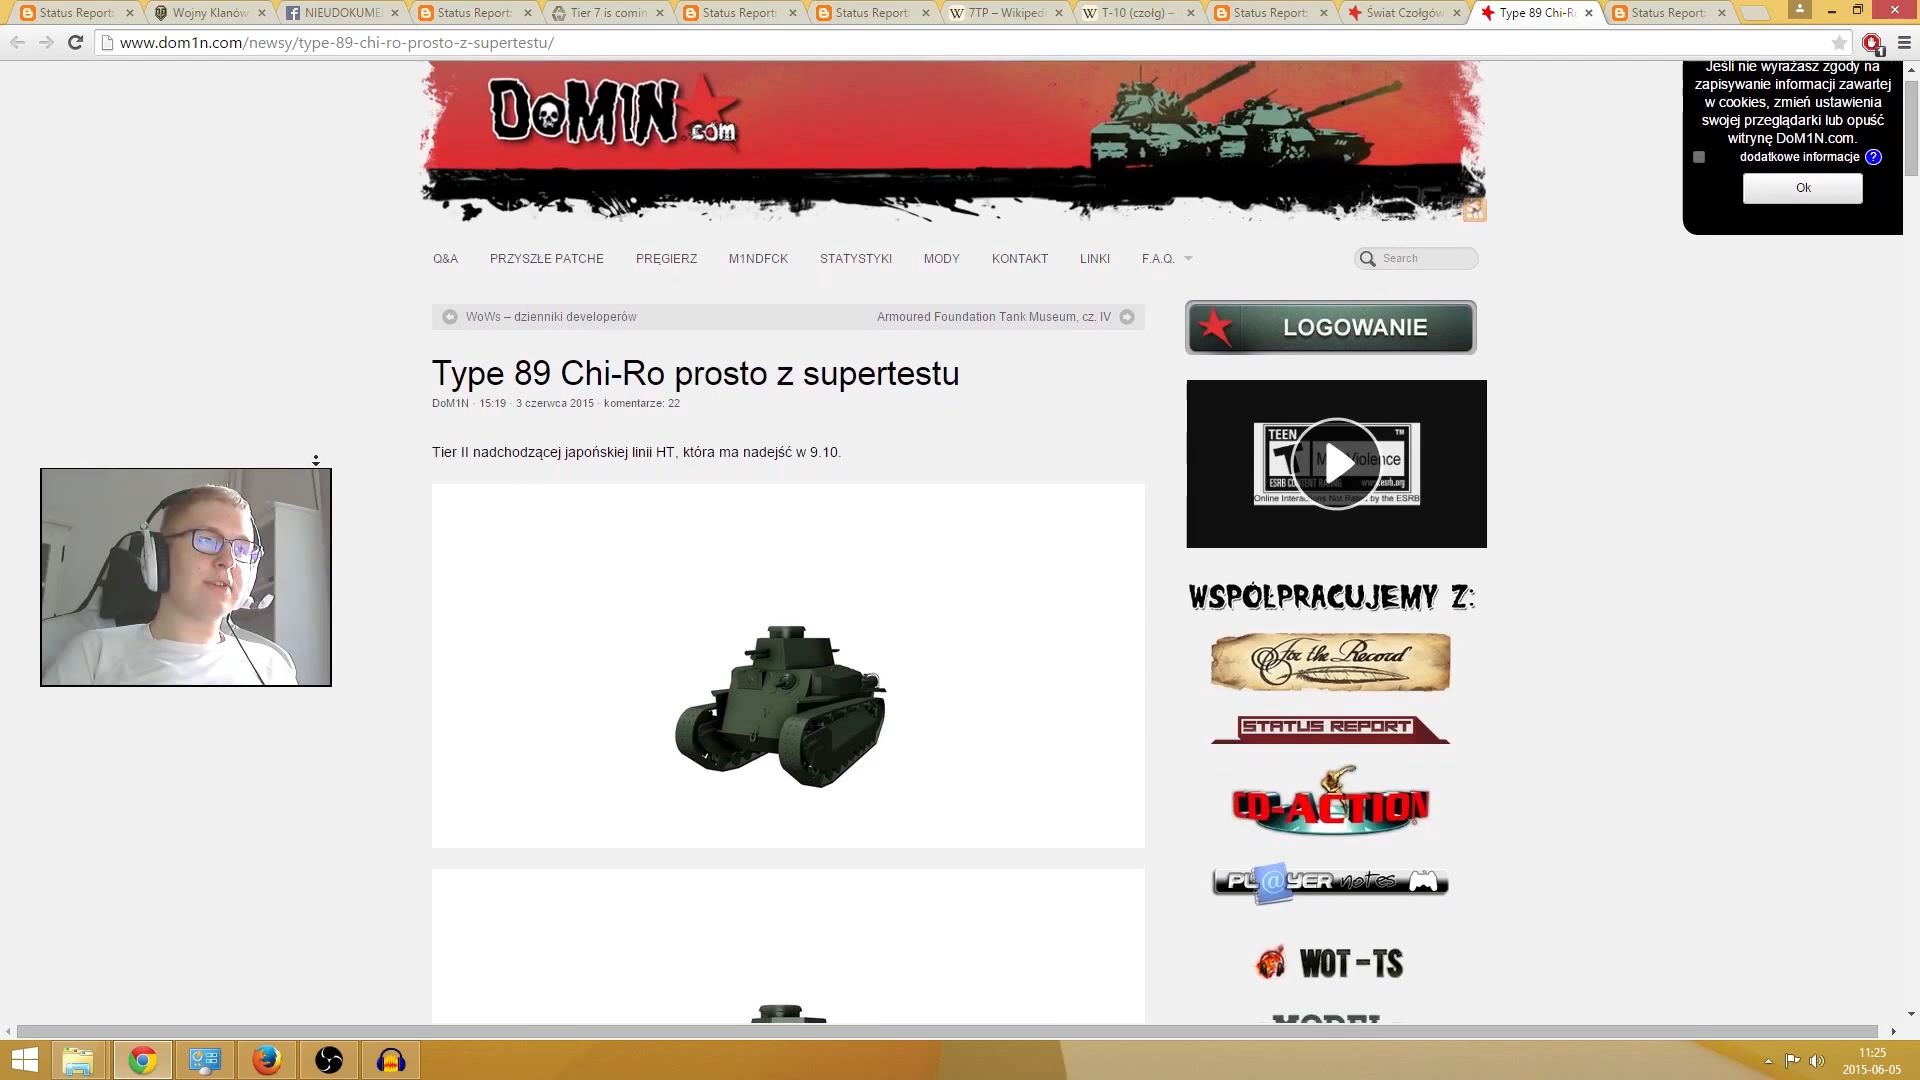 Status Report:
Wojny Klanów
NIEUDOKUME
Status Report:
Tier 7 is comin
Status Report:
Status Report:
7TP – Wikiped
T-10 (czołg) –
Status Report:
Świat Czołgów
Type 89 Chi-Ro
Status Report:
www.dom1n.com/newsy/type-89-chi-ro-prosto-z-supertestu/
1
DoM1N.com
Jeśli nie wyrażasz zgody na
zapisywanie informacji zawartej
w cookies, zmień ustawienia
swojej przeglądarki lub opuść
witrynę DoM1N.com.
dodatkowe informacje ?
Ok
Q&A PRZYSZŁE PATCHE PRĘGIERZ M1NDFCK STATYSTYKI MODY KONTAKT LINKI F.A.Q. Search
WoWs – dzienniki developerów
Armoured Foundation Tank Museum, cz. IV
LOGOWANIE
Type 89 Chi-Ro prosto z supertestu
DoM1N · 15:19 · 3 czerwca 2015 · komentarze: 22
Tier II nadchodzącej japońskiej linii HT, która ma nadejść w 9.10.
TEEN TM
T
Violence
ESRB CONTENT RATING www.esrb.org
Online Interactions Not Rated by the ESRB
WSPÓŁPRACUJEMY Z:
For the Record
STATUS REPORT
CD-ACTION
PL@YER notes
WOT-TS
MODEL
11:25
2015-06-05